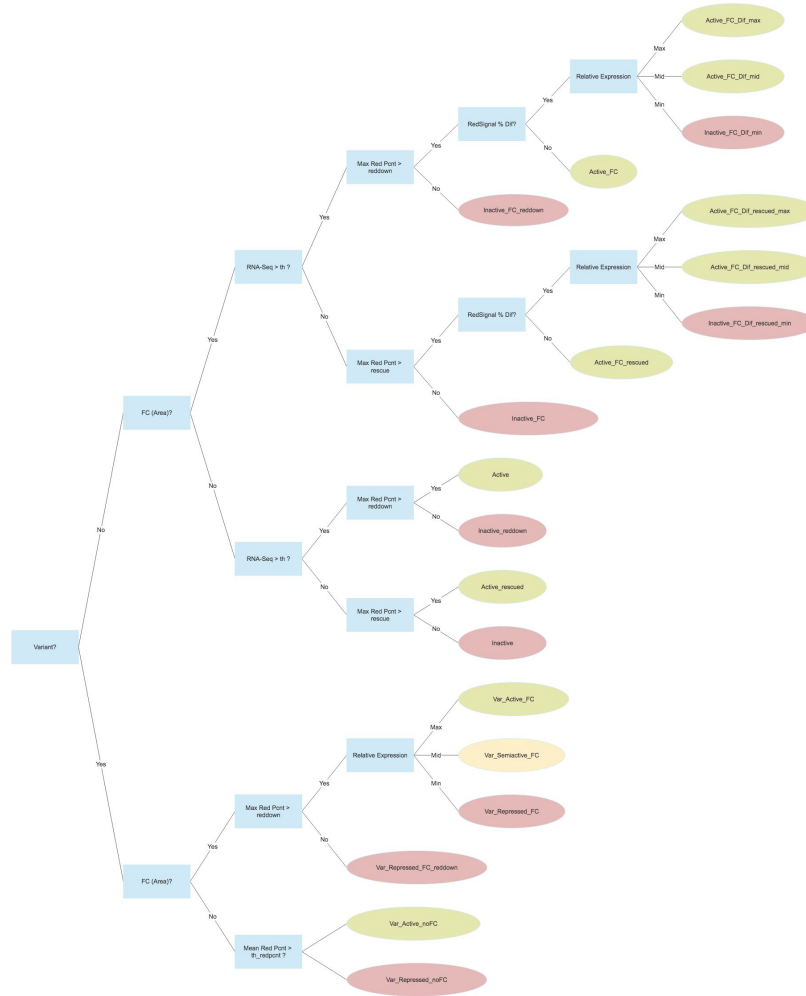 Active_FC_Dif_max
Max
Relative Expression
Mid
Active_FC_Dif_mid
Min
Yes
RedSignal % Dif?
Inactive_FC_Dif_min
Yes
No
Max Red Pcnt >
reddown
Active_FC
No
Yes
Inactive_FC_reddown
Active_FC_Dif_rescued_max
Max
RNA-Seq > th ?
Relative Expression
Mid
Active_FC_Dif_rescued_mid
Min
Yes
No
RedSignal % Dif?
Inactive_FC_Dif_rescued_min
Yes
Yes
No
Max Red Pcnt >
rescue
Active_FC_rescued
No
FC (Area)?
Inactive_FC
Active
No
Yes
Max Red Pcnt >
reddown
No
Yes
Inactive_reddown
No
RNA-Seq > th ?
Active_rescued
No
Yes
Max Red Pcnt >
rescue
No
Variant?
Inactive
Var_Active_FC
Max
Relative Expression
Mid
Var_Semiactive_FC
Yes
Yes
Min
Max Red Pcnt >
reddown
Var_Repressed_FC
Yes
No
FC (Area)?
Var_Repressed_FC_reddown
No
Var_Active_noFC
Mean Red Pcnt >
th_redpcnt ?
Var_Repressed_noFC